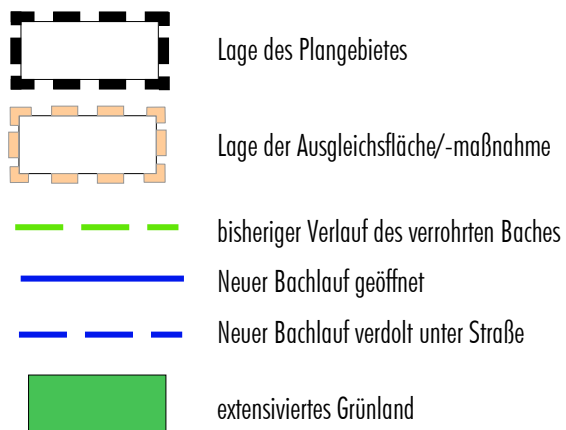 Lage des Plangebietes
Lage der Ausgleichsfläche/-maßnahme
bisheriger Verlauf des verrohrten Baches
Neuer Bachlauf geöffnet
Neuer Bachlauf verdolt unter Straße
extensiviertes Grünland